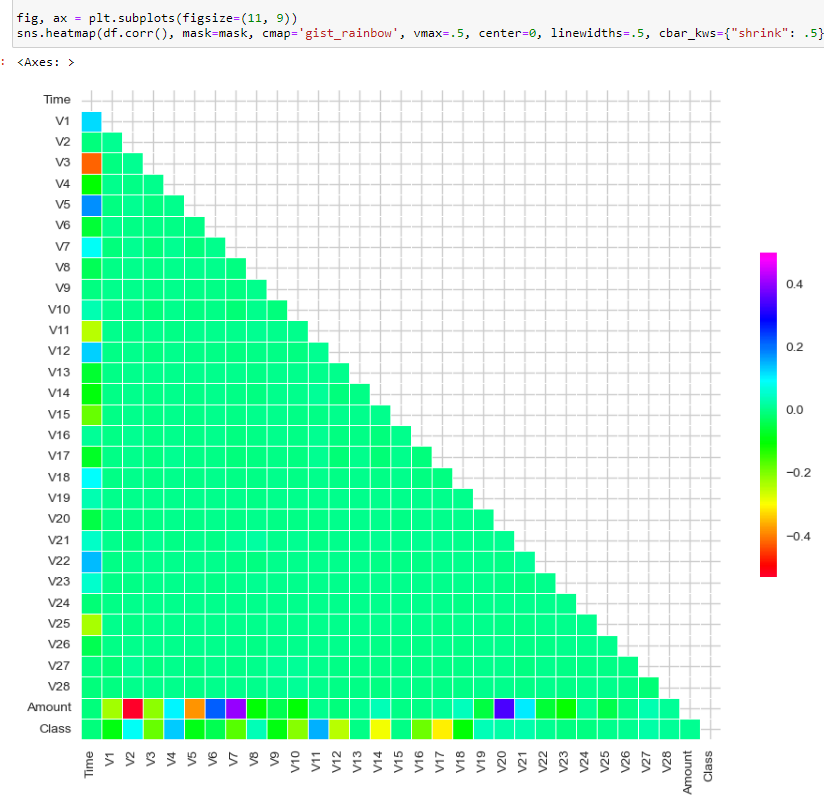 fig, ax = plt.subplots(figsize=(11, 9))
sns.heatmap(df.corr(), mask=mask, cmap='gist_rainbow', vmax=.5, center=0, linewidths=.5, cbar_kws={"shrink": .5}
: <Axes: >
Time
V1
V2
V3
V4
V5
V6
V7
V8
V9
V10
V11
V12
V13
V14
V15
V16
V17
V18
V19
V20
V21
V22
V23
V24
V25
V26
V27
V28
Amount
Class
Time V1 V2 V3 V4 V5 V6 V7 V8 V9 V10 V11 V12 V13 V14 V15 V16 V17 V18 V19 V20 V21 V22 V23 V24 V25 V26 V27 V28 Amount Class
0.4
0.2
0.0
−0.2
−0.4